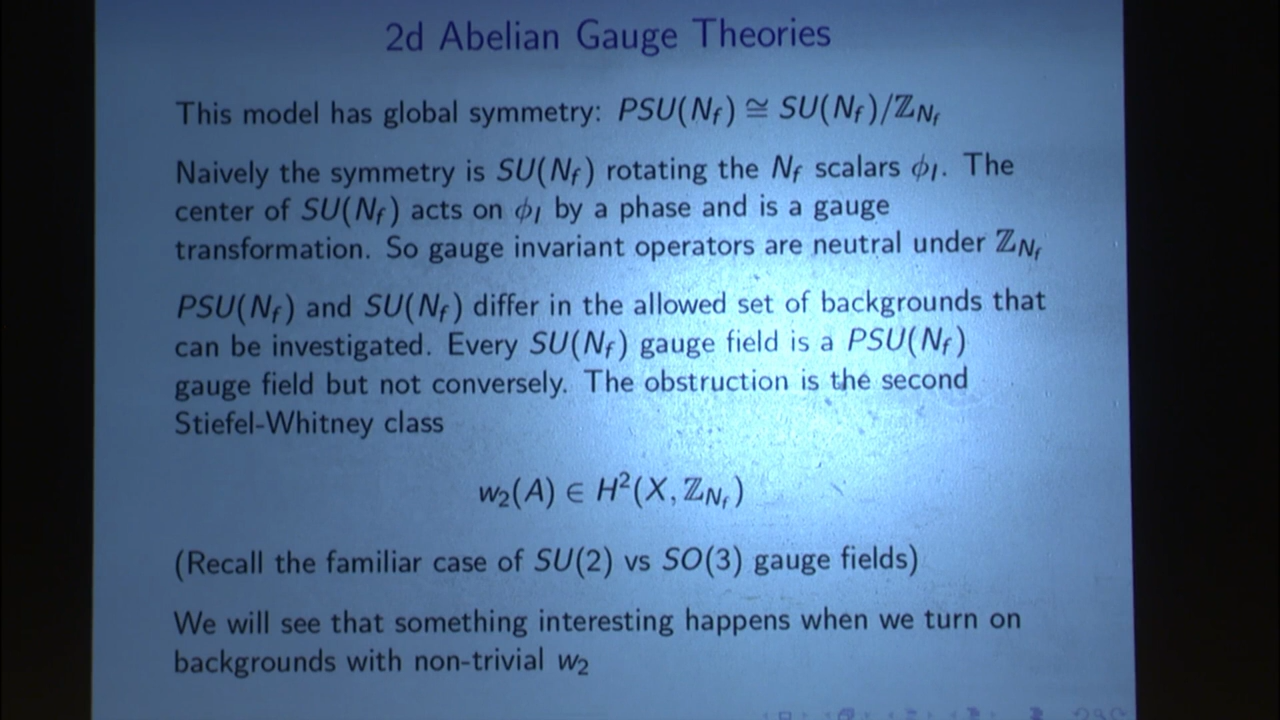 2d Abelian Gauge Theories
This model has global symmetry: PSU(N_f) ≅ SU(N_f)/ℤ_{N_f}
Naively the symmetry is SU(N_f) rotating the N_f scalars ϕ_I. The
center of SU(N_f) acts on ϕ_I by a phase and is a gauge
transformation. So gauge invariant operators are neutral under ℤ_{N_f}
PSU(N_f) and SU(N_f) differ in the allowed set of backgrounds that
can be investigated. Every SU(N_f) gauge field is a PSU(N_f)
gauge field but not conversely. The obstruction is the second
Stiefel-Whitney class
w₂(A) ∈ H²(X, ℤ_{N_f})
(Recall the familiar case of SU(2) vs SO(3) gauge fields)
We will see that something interesting happens when we turn on
backgrounds with non-trivial w₂